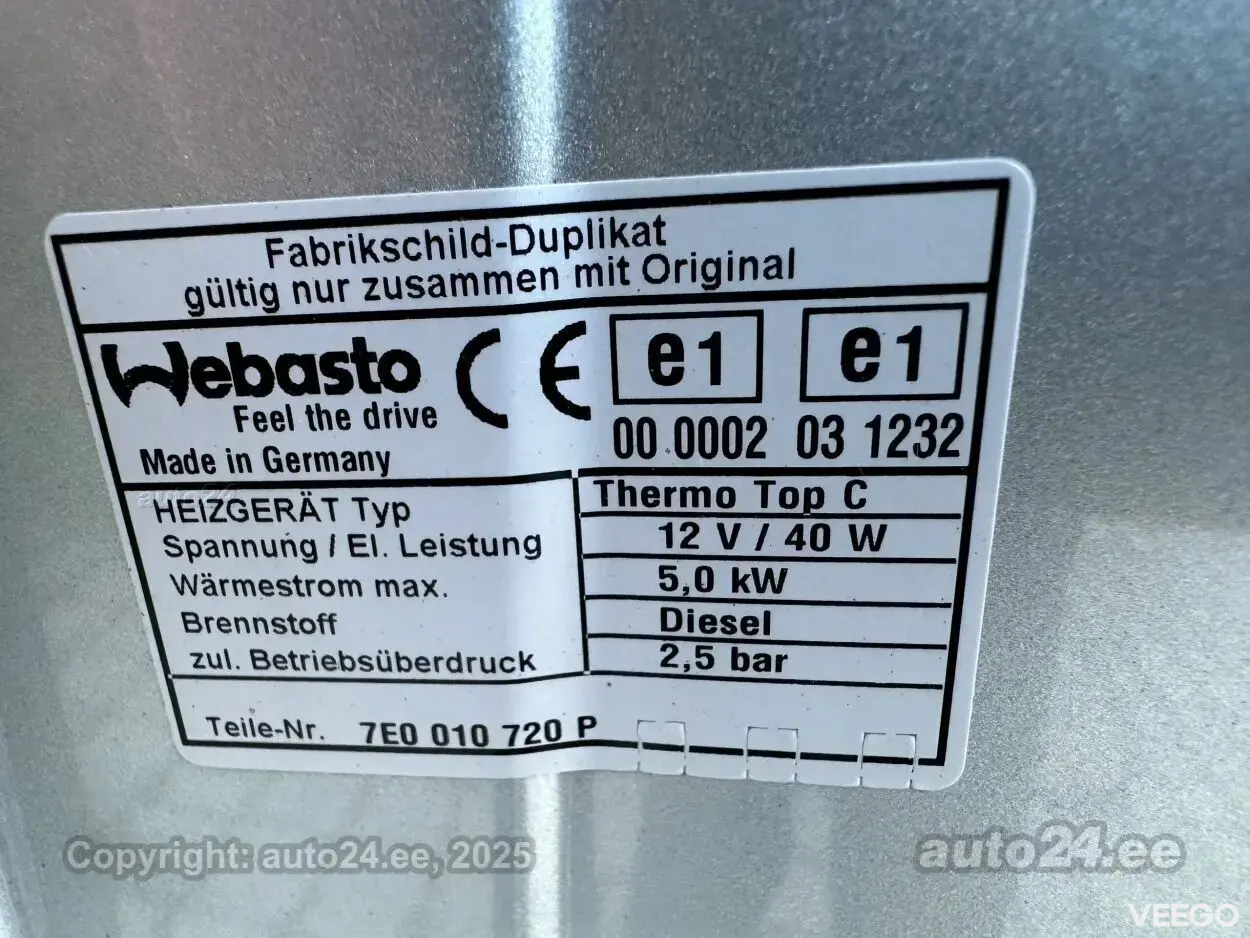 Fabrikschild-Duplikat
gültig nur zusammen mit Original
Webasto CE e1 e1
Feel the drive
00 0002 03 1232
Made in Germany
HEIZGERÄT Typ Thermo Top C
Spannung / El. Leistung 12 V / 40 W
Wärmestrom max. 5,0 kW
Brennstoff Diesel
zul. Betriebsüberdruck 2,5 bar
Teile-Nr. 7E0 010 720 P
auto24
Copyright: auto24.ee, 2025
auto24.ee
VEEGO